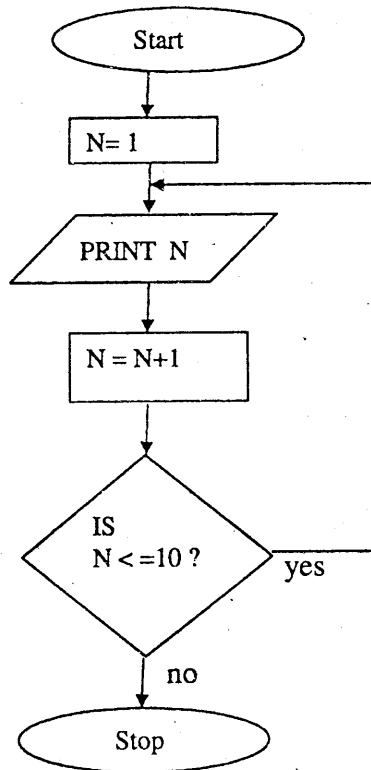 Start
N= 1
PRINT N
N = N+1
IS
N < =10 ?
yes
no
Stop